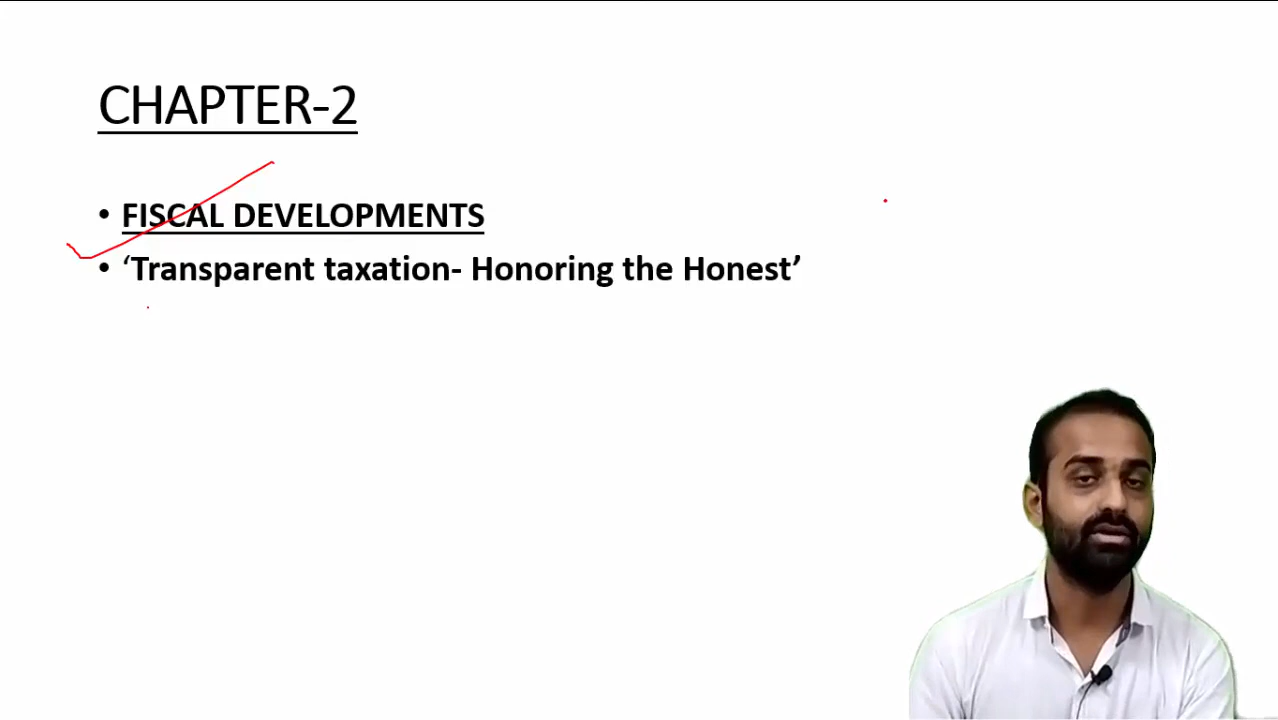 CHAPTER-2
• FISCAL DEVELOPMENTS
• ‘Transparent taxation- Honoring the Honest’